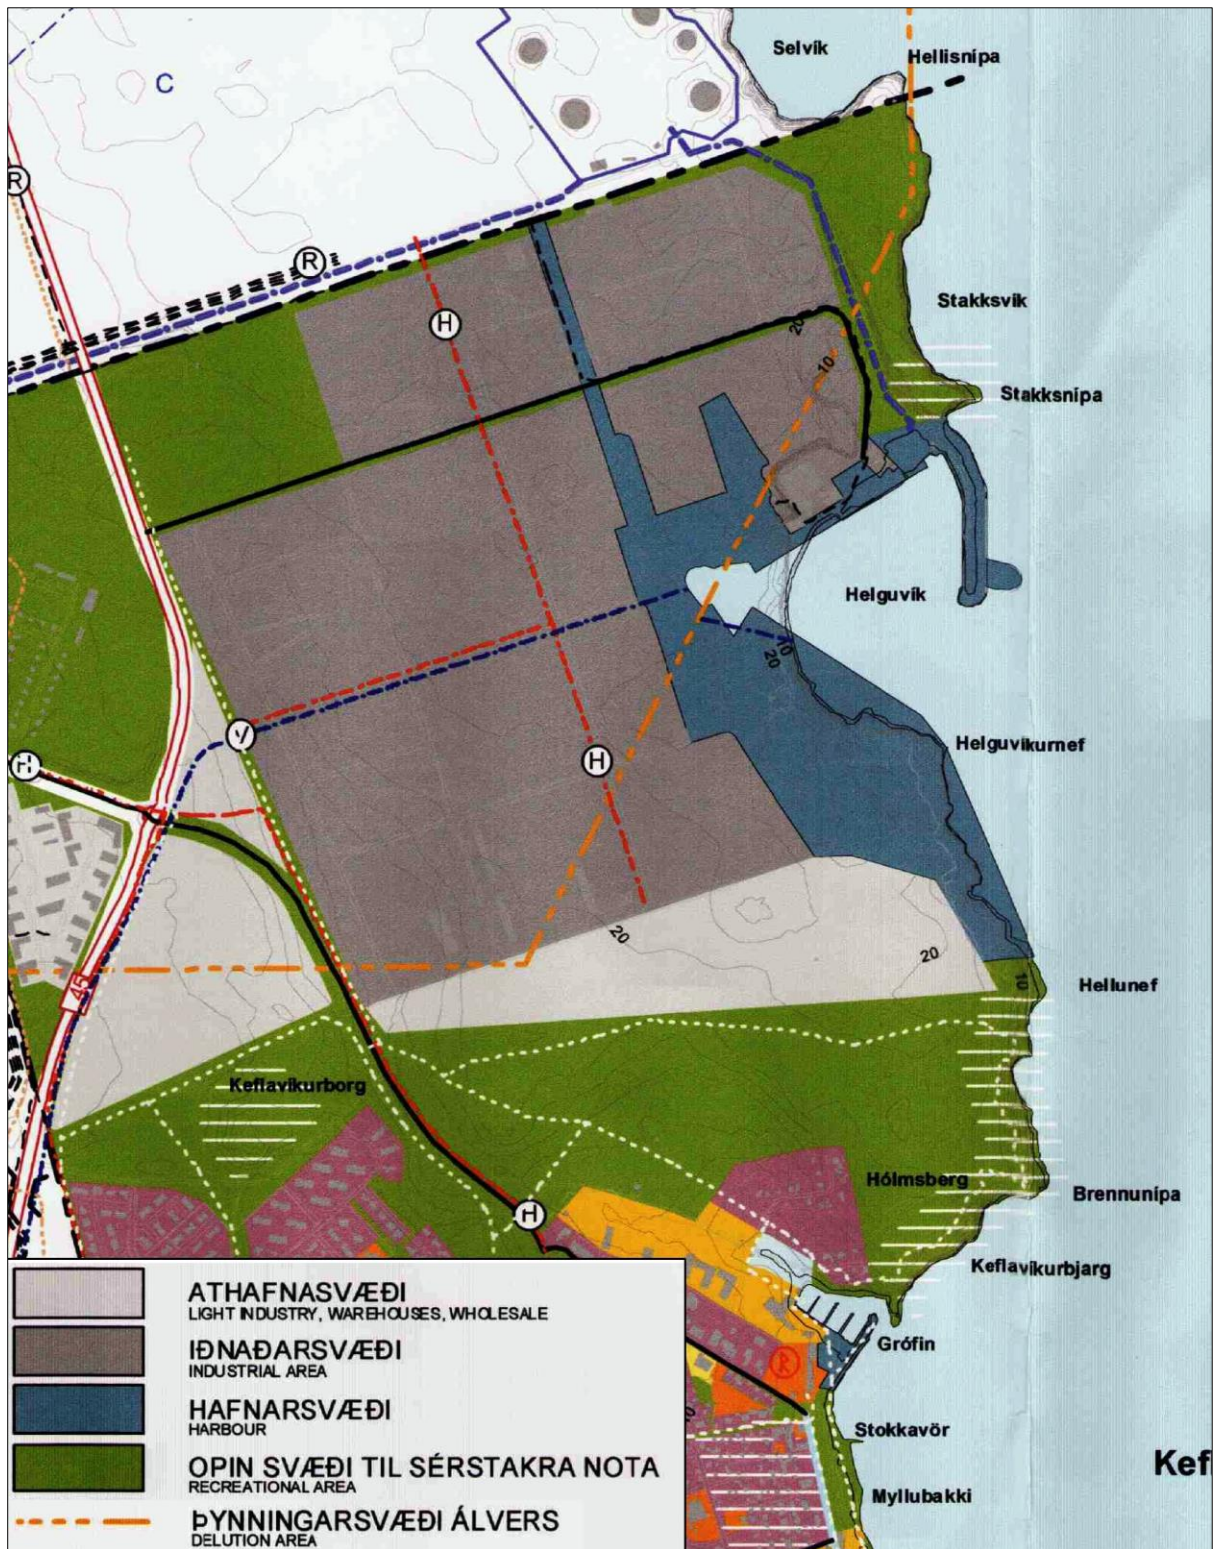 Selvík
Hellisnípa
C
R
R
H
Stakksvík
20
10
Stakksnípa
Helguvík
10
20
V
H
H
Helguvíkurnef
20
20
45
10
Hellunef
Keflavíkurborg
Hólmsberg
Brennunípa
H
Keflavíkurbjarg
Grófin
R
Stokkavör
Kef
Myllubakki
ATHAFNASVÆÐI
LIGHT INDUSTRY, WAREHOUSES, WHOLESALE
IÐNAÐARSVÆÐI
INDUSTRIAL AREA
HAFNARSVÆÐI
HARBOUR
OPIN SVÆÐI TIL SÉRSTAKRA NOTA
RECREATIONAL AREA
ÞYNNINGARSVÆÐI ÁLVERS
DELUTION AREA